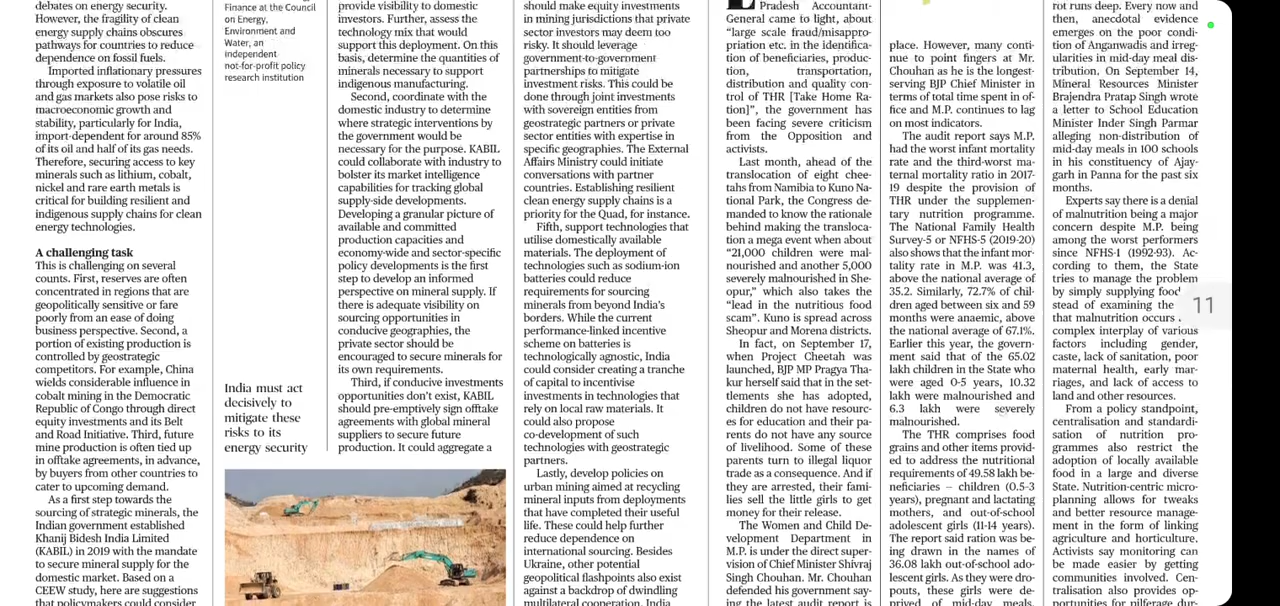 debates on energy security.
However, the fragility of clean
energy supply chains obscures
pathways for countries to reduce
dependence on fossil fuels.
Imported inflationary pressures
through exposure to volatile oil
and gas markets also pose risks to
macroeconomic growth and
stability, particularly for India,
import-dependent for around 85%
of its oil and half of its gas needs.
Therefore, securing access to key
minerals such as lithium, cobalt,
nickel and rare earth metals is
critical for building resilient and
indigenous supply chains for clean
energy technologies.
A challenging task
This is challenging on several
counts. First, reserves are often
concentrated in regions that are
geopolitically sensitive or fare
poorly from an ease of doing
business perspective. Second, a
portion of existing production is
controlled by geostrategic
competitors. For example, China
wields considerable influence in
cobalt mining in the Democratic
Republic of Congo through direct
equity investments and its Belt
and Road Initiative. Third, future
mine production is often tied up
in offtake agreements, in advance,
by buyers from other countries to
cater to upcoming demand.
As a first step towards the
sourcing of strategic minerals, the
Indian government established
Khanij Bidesh India Limited
(KABIL) in 2019 with the mandate
to secure mineral supply for the
domestic market. Based on a
CEEW study, here are suggestions
that policymakers could consider
Finance at the Council
on Energy,
Environment and
Water, an
independent
not-for-profit policy
research institution
India must act
decisively to
mitigate these
risks to its
energy security
provide visibility to domestic
investors. Further, assess the
technology mix that would
support this deployment. On this
basis, determine the quantities of
minerals necessary to support
indigenous manufacturing.
Second, coordinate with the
domestic industry to determine
where strategic interventions by
the government would be
necessary for the purpose. KABIL
could collaborate with industry to
bolster its market intelligence
capabilities for tracking global
supply-side developments.
Developing a granular picture of
available and committed
production capacities and
economy-wide and sector-specific
policy developments is the first
step to develop an informed
perspective on mineral supply. If
there is adequate visibility on
sourcing opportunities in
conducive geographies, the
private sector should be
encouraged to secure minerals for
its own requirements.
Third, if conducive investments
opportunities don't exist, KABIL
should pre-emptively sign offtake
agreements with global mineral
suppliers to secure future
production. It could aggregate a
should make equity investments
in mining jurisdictions that private
sector investors may deem too
risky. It should leverage
government-to-government
partnerships to mitigate
investment risks. This could be
done through joint investments
with sovereign entities from
geostrategic partners or private
sector entities with expertise in
specific geographies. The External
Affairs Ministry could initiate
conversations with partner
countries. Establishing resilient
clean energy supply chains is a
priority for the Quad, for instance.
Fifth, support technologies that
utilise domestically available
materials. The deployment of
technologies such as sodium-ion
batteries could reduce
requirements for sourcing
minerals from beyond India's
borders. While the current
performance-linked incentive
scheme on batteries is
technologically agnostic, India
could consider creating a tranche
of capital to incentivise
investments in technologies that
rely on local raw materials. It
could also propose
co-development of such
technologies with geostrategic
partners.
Lastly, develop policies on
urban mining aimed at recycling
mineral inputs from deployments
that have completed their useful
life. These could help further
reduce dependence on
international sourcing. Besides
Ukraine, other potential
geopolitical flashpoints also exist
against a backdrop of dwindling
multilateral cooperation. India
Pradesh Accountant-
General came to light, about
"large scale fraud/misappro-
priation etc. in the identifica-
tion of beneficiaries, produc-
tion, transportation,
distribution and quality con-
trol of THR [Take Home Ra-
tion]", the government has
been facing severe criticism
from the Opposition and
activists.
Last month, ahead of the
translocation of eight chee-
tahs from Namibia to Kuno Na-
tional Park, the Congress de-
manded to know the rationale
behind making the transloca-
tion a mega event when about
"21,000 children were mal-
nourished and another 5,000
severely malnourished in She-
opur," which also takes the
"lead in the nutritious food
scam". Kuno is spread across
Sheopur and Morena districts.
In fact, on September 17,
when Project Cheetah was
launched, BJP MP Pragya Tha-
kur herself said that in the set-
tlements she has adopted,
children do not have resourc-
es for education and their pa-
rents do not have any source
of livelihood. Some of these
parents turn to illegal liquor
trade as a consequence. And if
they are arrested, their fami-
lies sell the little girls to get
money for their release.
The Women and Child De-
velopment Department in
M.P. is under the direct super-
vision of Chief Minister Shivraj
Singh Chouhan. Mr. Chouhan
defended his government say-
ing the latest audit report is
place. However, many conti-
nue to point fingers at Mr.
Chouhan as he is the longest-
serving BJP Chief Minister in
terms of total time spent in of-
fice and M.P. continues to lag
on most indicators.
The audit report says M.P.
had the worst infant mortality
rate and the third-worst ma-
ternal mortality ratio in 2017-
19 despite the provision of
THR under the supplemen-
tary nutrition programme.
The National Family Health
Survey-5 or NFHS-5 (2019-20)
also shows that the infant mor-
tality rate in M.P. was 41.3,
above the national average of
35.2. Similarly, 72.7% of chil-
dren aged between six and 59
months were anaemic, above
the national average of 67.1%.
Earlier this year, the govern-
ment said that of the 65.02
lakh children in the State who
were aged 0-5 years, 10.32
lakh were malnourished and
6.3 lakh were severely
malnourished.
The THR comprises food
grains and other items provid-
ed to address the nutritional
requirements of 49.58 lakh be-
neficiaries – children (0.5-3
years), pregnant and lactating
mothers, and out-of-school
adolescent girls (11-14 years).
The report said ration was be-
ing drawn in the names of
36.08 lakh out-of-school ado-
lescent girls. As they were dro-
pouts, these girls were de-
prived of mid-day meals.
rot runs deep. Every now and
then, anecdotal evidence
emerges on the poor condi-
tion of Anganwadis and irreg-
ularities in mid-day meal dis-
tribution. On September 14,
Mineral Resources Minister
Brajendra Pratap Singh wrote
a letter to School Education
Minister Inder Singh Parmar
alleging non-distribution of
mid-day meals in 100 schools
in his constituency of Ajay-
garh in Panna for the past six
months.
Experts say there is a denial
of malnutrition being a major
concern despite M.P. being
among the worst performers
since NFHS-1 (1992-93). Ac-
cording to them, the State
tries to manage the problem
by simply supplying food
stead of examining the
that malnutrition occurs
complex interplay of various
factors including gender,
caste, lack of sanitation, poor
maternal health, early mar-
riages, and lack of access to
land and other resources.
From a policy standpoint,
centralisation and standardi-
sation of nutrition pro-
grammes also restrict the
adoption of locally available
food in a large and diverse
State. Nutrition-centric micro-
planning allows for tweaks
and better resource manage-
ment in the form of linking
agriculture and horticulture.
Activists say monitoring can
be made easier by getting
communities involved. Cen-
tralisation also provides op-
portunities for pilferage dur-
11